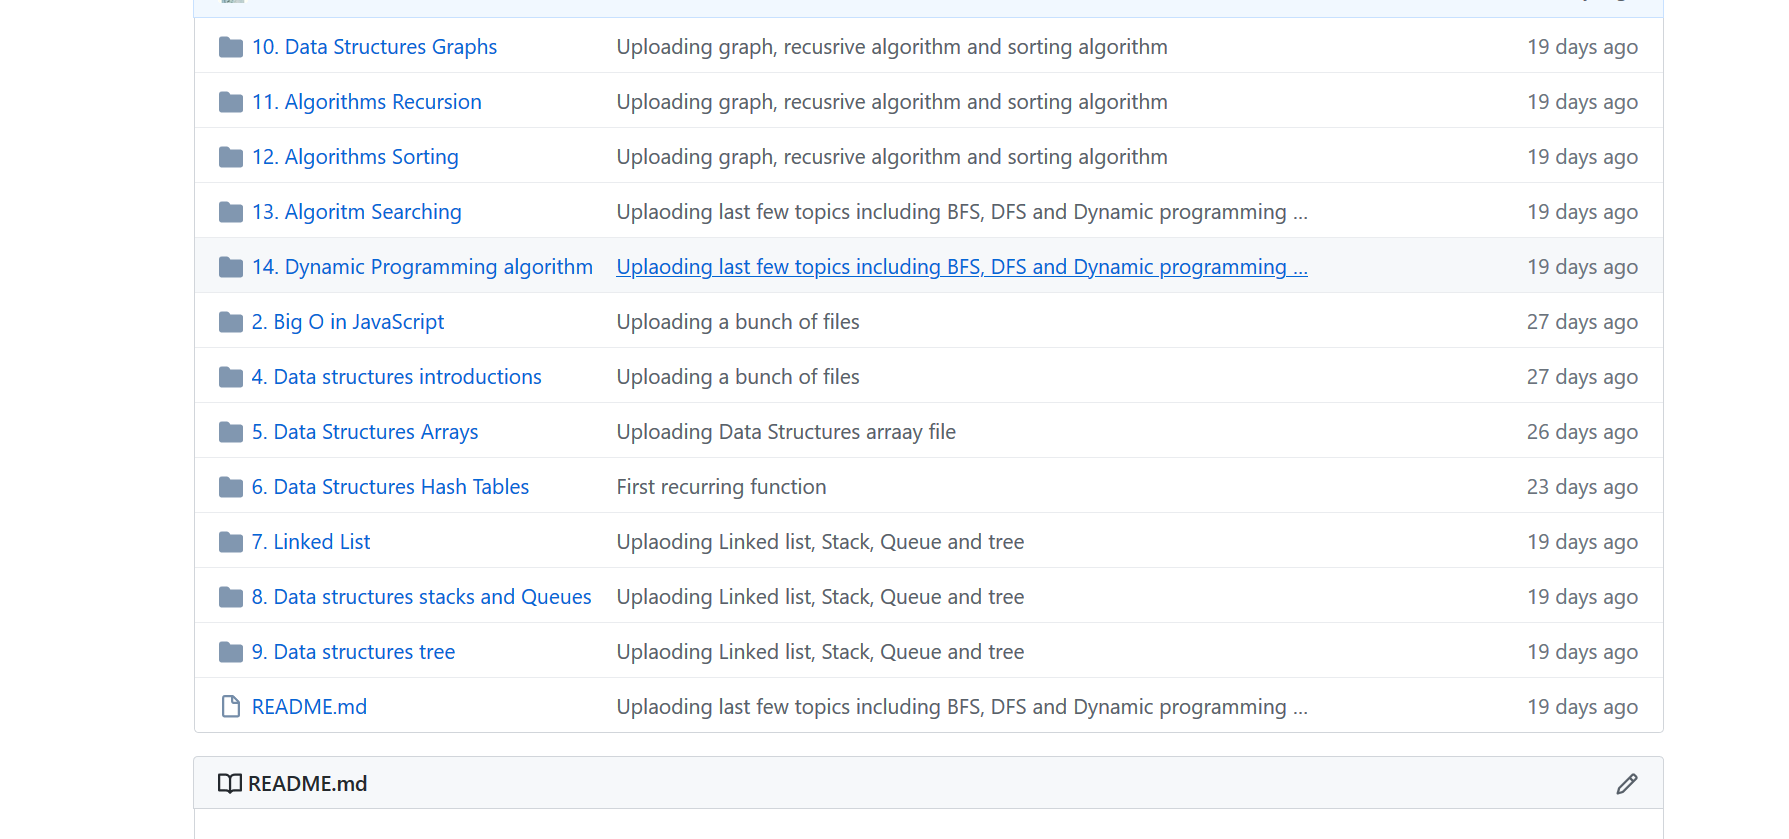 10. Data Structures Graphs Uploading graph, recusrive algorithm and sorting algorithm 19 days ago
11. Algorithms Recursion Uploading graph, recusrive algorithm and sorting algorithm 19 days ago
12. Algorithms Sorting Uploading graph, recusrive algorithm and sorting algorithm 19 days ago
13. Algoritm Searching Uplaoding last few topics including BFS, DFS and Dynamic programming ... 19 days ago
14. Dynamic Programming algorithm Uplaoding last few topics including BFS, DFS and Dynamic programming ... 19 days ago
2. Big O in JavaScript Uploading a bunch of files 27 days ago
4. Data structures introductions Uploading a bunch of files 27 days ago
5. Data Structures Arrays Uploading Data Structures arraay file 26 days ago
6. Data Structures Hash Tables First recurring function 23 days ago
7. Linked List Uplaoding Linked list, Stack, Queue and tree 19 days ago
8. Data structures stacks and Queues Uplaoding Linked list, Stack, Queue and tree 19 days ago
9. Data structures tree Uplaoding Linked list, Stack, Queue and tree 19 days ago
README.md Uplaoding last few topics including BFS, DFS and Dynamic programming ... 19 days ago
README.md